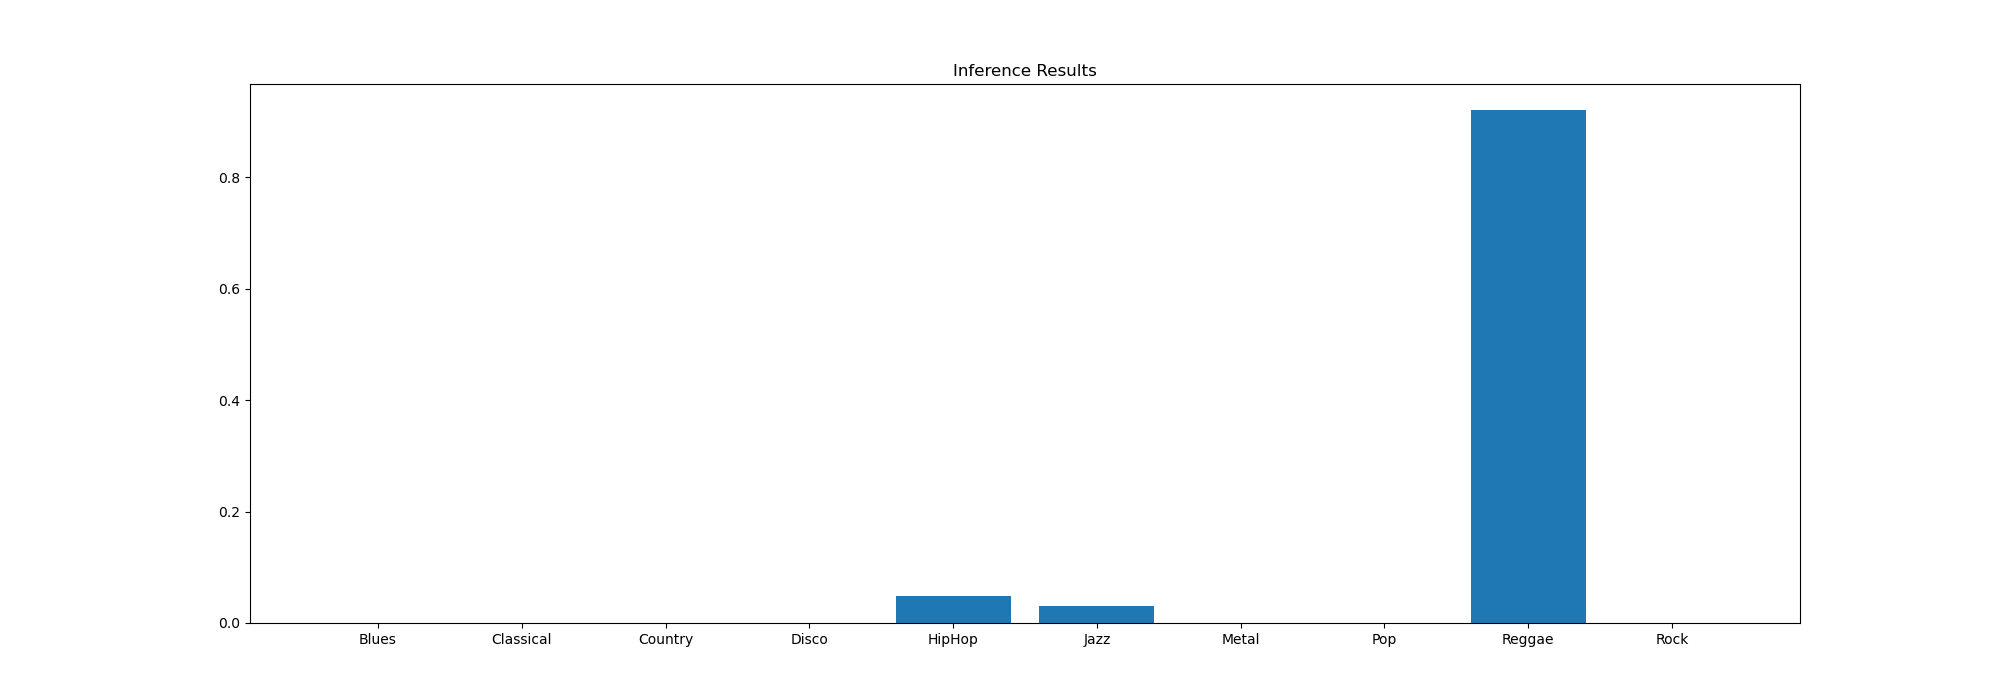 Inference Results
0.8
0.6
0.4
0.2
0.0
Blues Classical Country Disco HipHop Jazz Metal Pop Reggae Rock